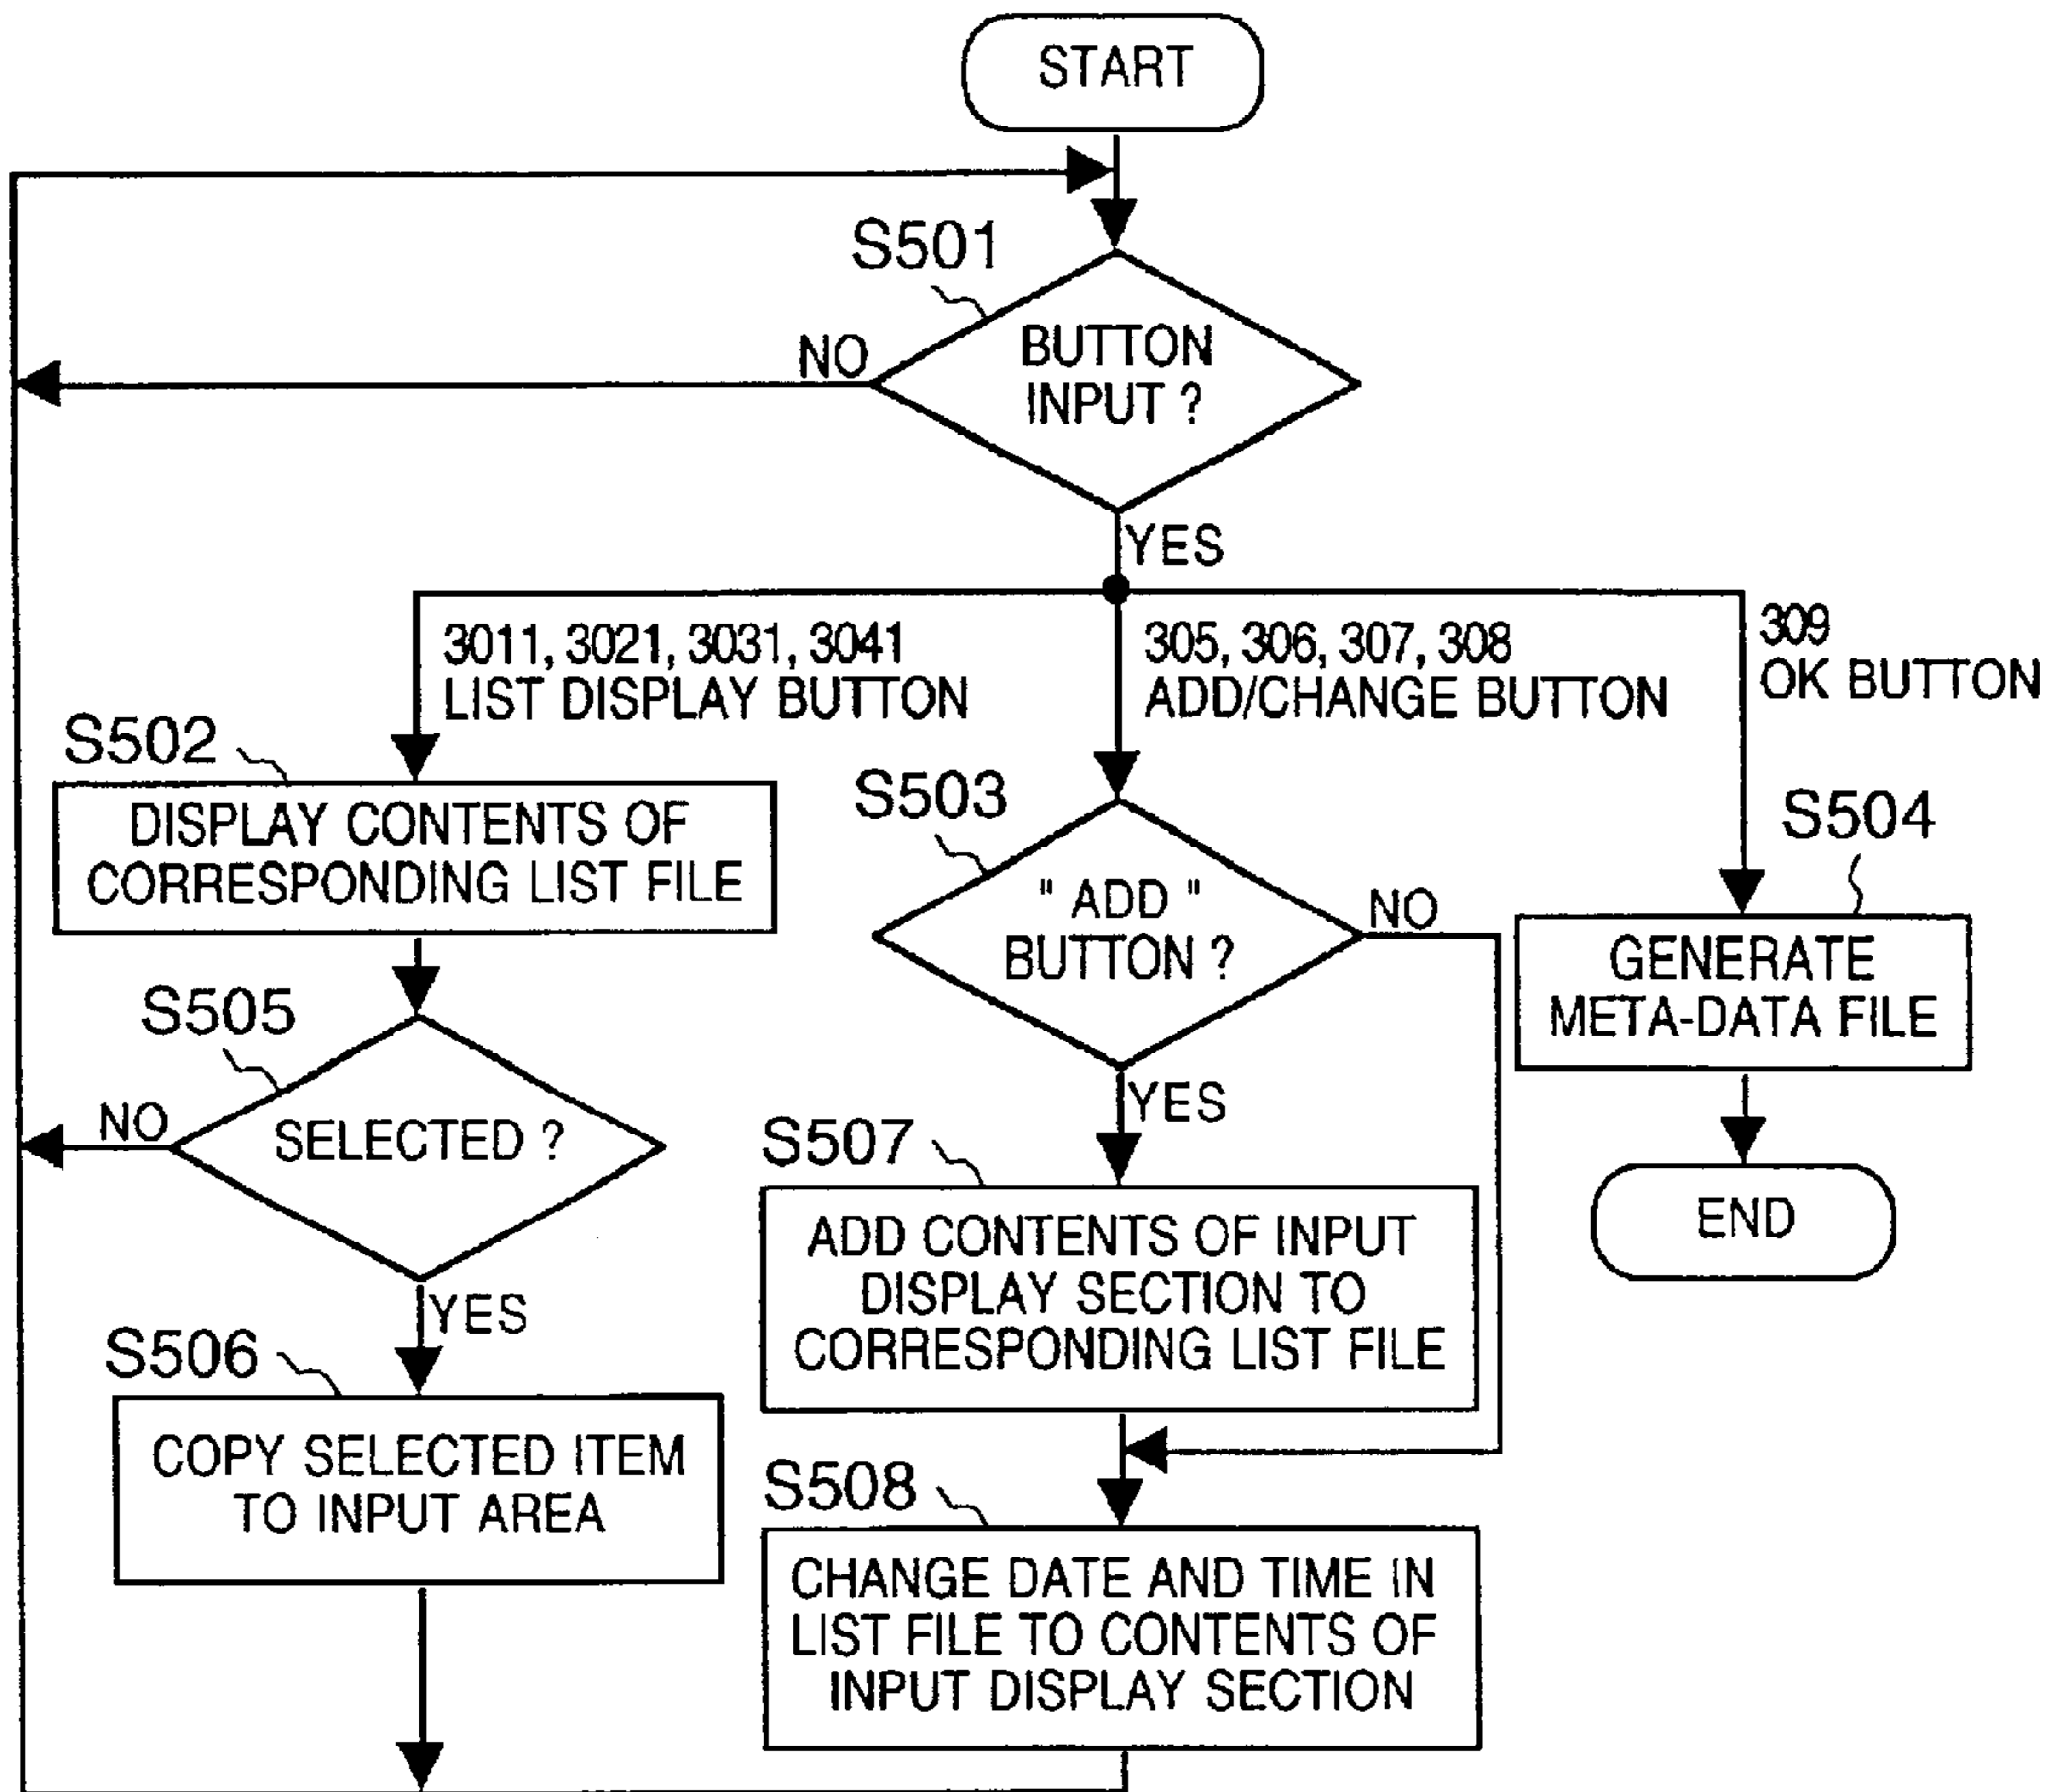 START
S501
NO
BUTTON
INPUT ?
YES
3011, 3021, 3031, 3041
LIST DISPLAY BUTTON
305, 306, 307, 308
ADD/CHANGE BUTTON
309
OK BUTTON
S502
DISPLAY CONTENTS OF
CORRESPONDING LIST FILE
S503
" ADD "
BUTTON ?
NO
S504
GENERATE
META-DATA FILE
S505
NO
SELECTED ?
YES
YES
S507
ADD CONTENTS OF INPUT
DISPLAY SECTION TO
CORRESPONDING LIST FILE
END
S506
COPY SELECTED ITEM
TO INPUT AREA
S508
CHANGE DATE AND TIME IN
LIST FILE TO CONTENTS OF
INPUT DISPLAY SECTION